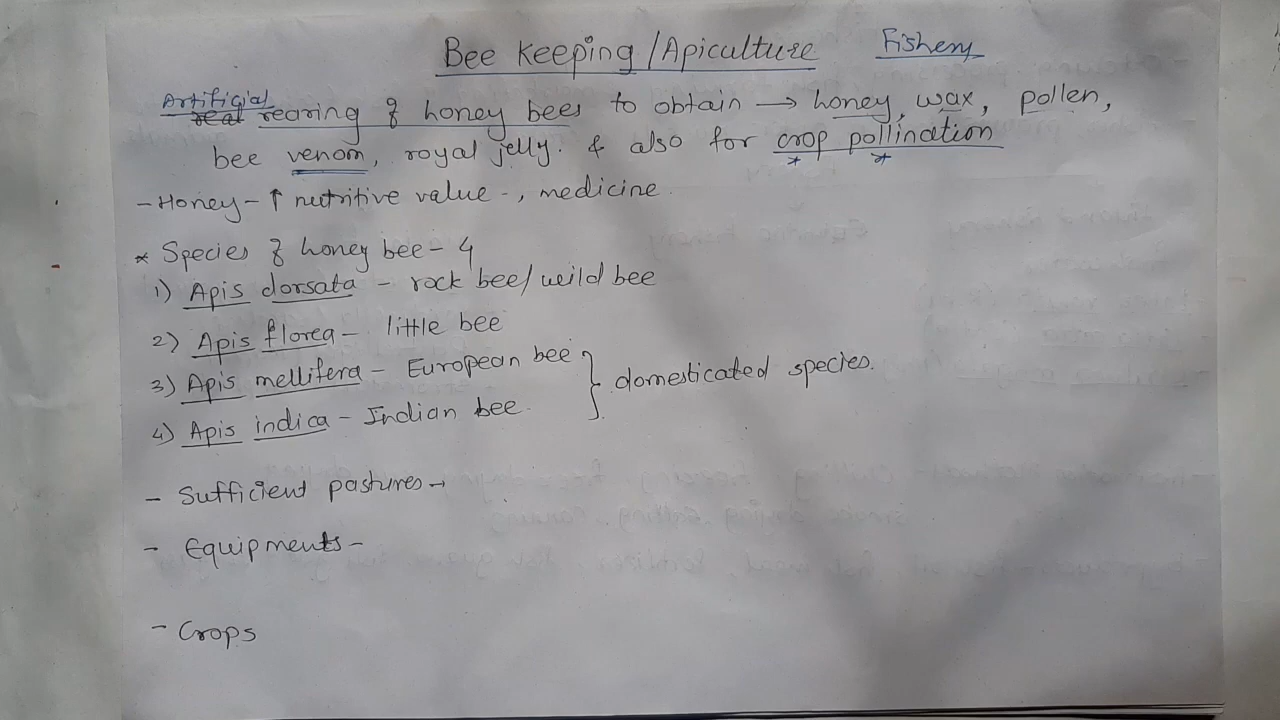 Bee Keeping/Apiculture Fishery
Artificial
real rearing of honey bees to obtain → honey, wax, pollen,
bee venom, royal jelly. & also for crop pollination
- Honey - ↑ nutritive value -, medicine.
* Species of honey bee - 4
1) Apis dorsata - rock bee/wild bee
2) Apis florea - little bee
3) Apis mellifera - European bee } domesticated species.
4) Apis indica - Indian bee.
- Sufficient pastures →
- Equipments -
- Crops